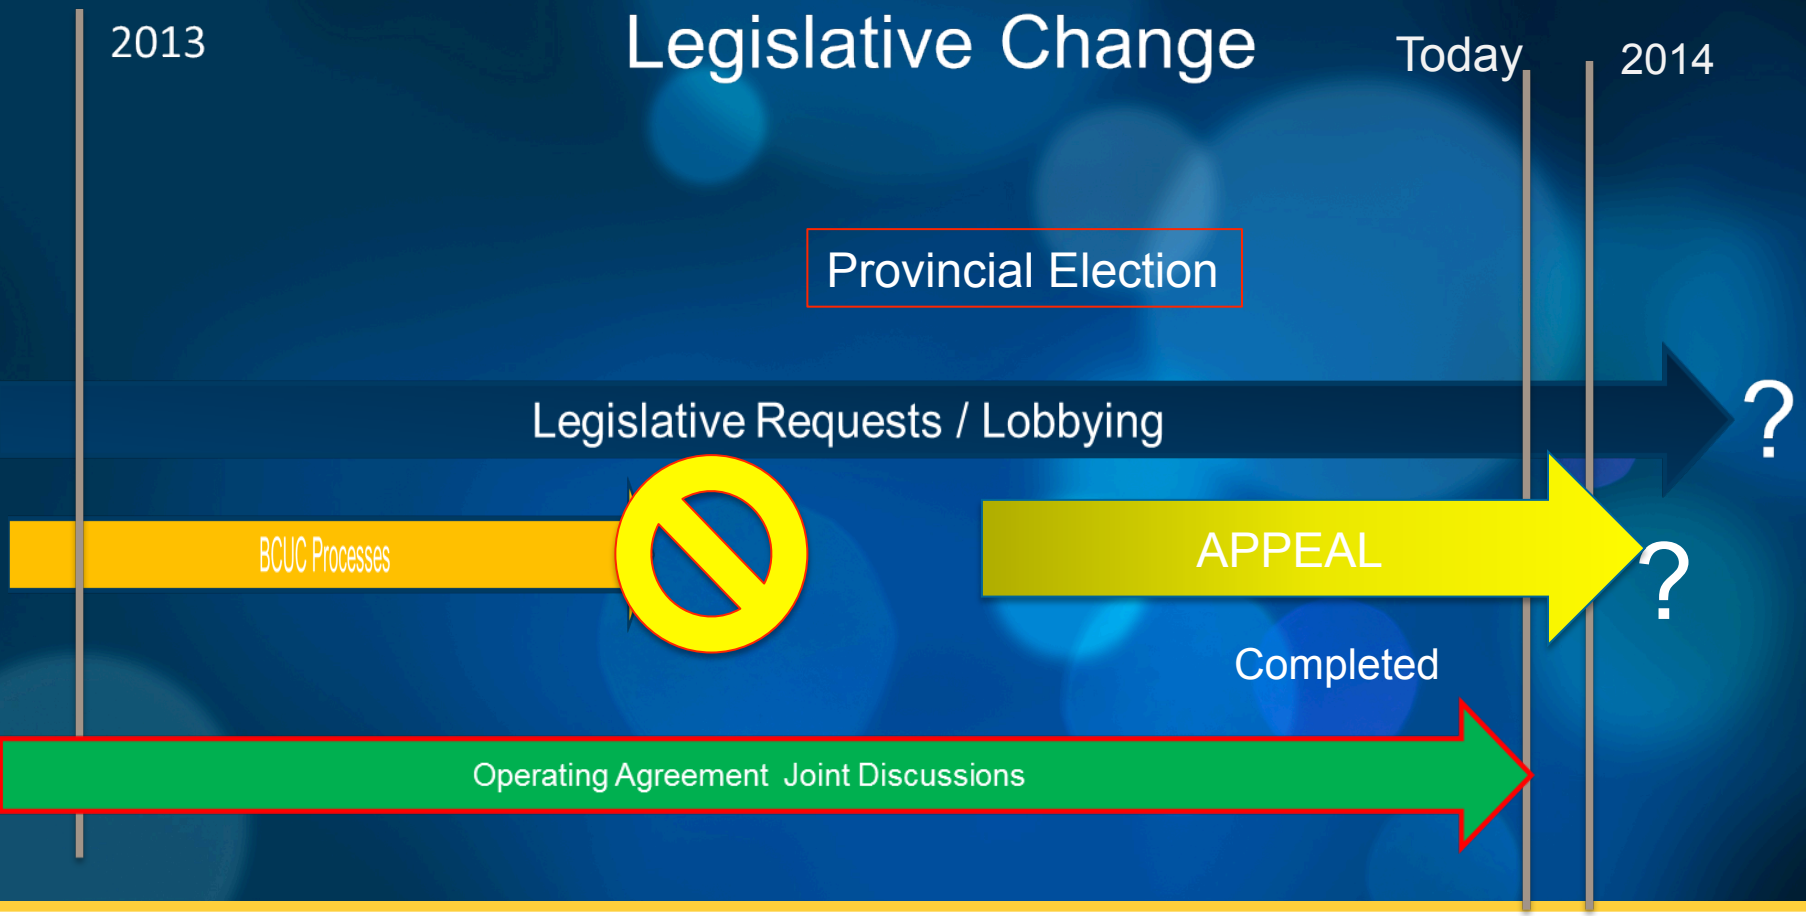 2013
Legislative Change
Today
2014
Provincial Election
Legislative Requests / Lobbying
?
BCUC Processes
APPEAL
?
Completed
Operating Agreement Joint Discussions